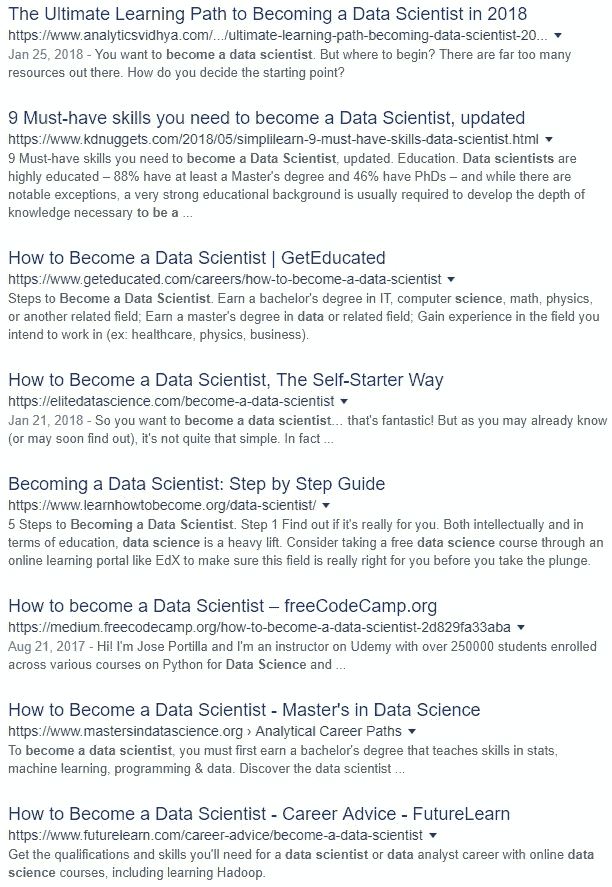 The Ultimate Learning Path to Becoming a Data Scientist in 2018
https://www.analyticsvidhya.com/.../ultimate-learning-path-becoming-data-scientist-20...
Jan 25, 2018 - You want to become a data scientist. But where to begin? There are far too many
resources out there. How do you decide the starting point?
9 Must-have skills you need to become a Data Scientist, updated
https://www.kdnuggets.com/2018/05/simplilearn-9-must-have-skills-data-scientist.html
9 Must-have skills you need to become a Data Scientist, updated. Education. Data scientists are
highly educated – 88% have at least a Master's degree and 46% have PhDs – and while there are
notable exceptions, a very strong educational background is usually required to develop the depth of
knowledge necessary to be a ...
How to Become a Data Scientist | GetEducated
https://www.geteducated.com/careers/how-to-become-a-data-scientist
Steps to Become a Data Scientist. Earn a bachelor's degree in IT, computer science, math, physics,
or another related field; Earn a master's degree in data or related field; Gain experience in the field you
intend to work in (ex: healthcare, physics, business).
How to Become a Data Scientist, The Self-Starter Way
https://elitedatascience.com/become-a-data-scientist
Jan 21, 2018 - So you want to become a data scientist... that's fantastic! But as you may already know
(or may soon find out), it's not quite that simple. In fact ...
Becoming a Data Scientist: Step by Step Guide
https://www.learnhowtobecome.org/data-scientist/
5 Steps to Becoming a Data Scientist. Step 1 Find out if it's really for you. Both intellectually and in
terms of education, data science is a heavy lift. Consider taking a free data science course through an
online learning portal like EdX to make sure this field is really right for you before you take the plunge.
How to become a Data Scientist – freeCodeCamp.org
https://medium.freecodecamp.org/how-to-become-a-data-scientist-2d829fa33aba
Aug 21, 2017 - Hi! I'm Jose Portilla and I'm an instructor on Udemy with over 250000 students enrolled
across various courses on Python for Data Science and ...
How to Become a Data Scientist - Master's in Data Science
https://www.mastersindatascience.org › Analytical Career Paths
To become a data scientist, you must first earn a bachelor's degree that teaches skills in stats,
machine learning, programming & data. Discover the data scientist ...
How to Become a Data Scientist - Career Advice - FutureLearn
https://www.futurelearn.com/career-advice/become-a-data-scientist
Get the qualifications and skills you'll need for a data scientist or data analyst career with online data
science courses, including learning Hadoop.